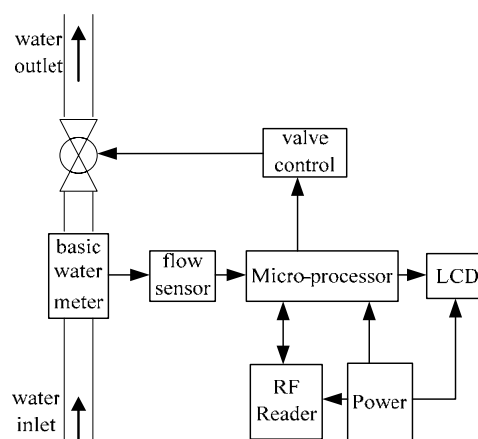 water
outlet
valve
control
basic
water
meter
flow
sensor
Micro-processor
LCD
RF
Reader
Power
water
inlet